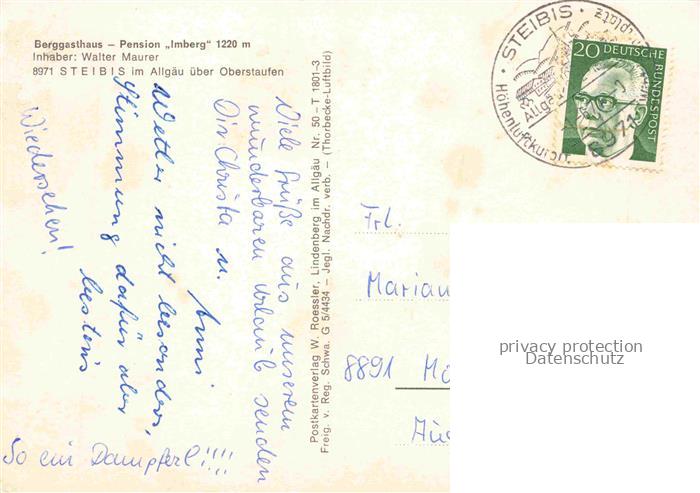 Berggasthaus – Pension „Imberg“ 1220 m
Inhaber: Walter Maurer
8971 STEIBIS im Allgäu über Oberstaufen
Viele Grüße aus unserem
wunderbaren Urlaub senden
Dir Christa u.
Anni
Wetter nicht besonders,
Stimmung dafür aber
bestens
Wiedersehen!
So ein Dampferl!!!!
Postkartenverlag W. Roessler, Lindenberg im Allgäu Nr. 50 – T 1801–3
Freig. v. Reg. Schwa. G 5/4434 – Jegl. Nachdr. verb. – (Thorbecke-Luftbild)
STEIBIS
Allgäu
Höhenluftkurort
20 DEUTSCHE
BUNDESPOST
Frl.
Marian
8891
privacy protection
Datenschutz